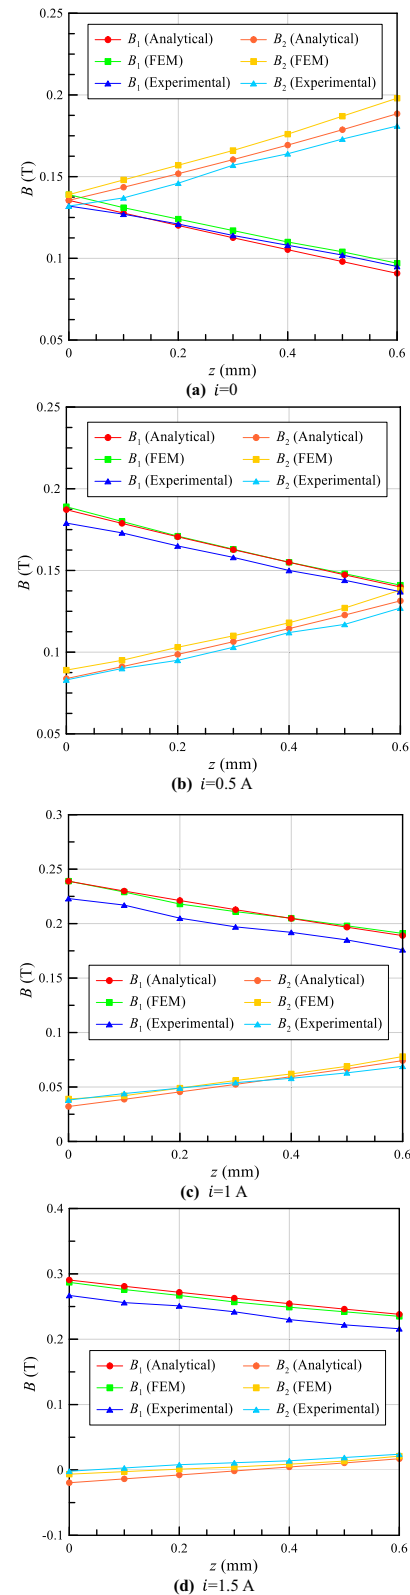 B1 (Analytical) B2 (Analytical)
B1 (FEM) B2 (FEM)
B1 (Experimental) B2 (Experimental)
0.25
0.2
0.15
0.1
0.05
B (T)
0 0.2 0.4 0.6
z (mm)
(a) i=0
B1 (Analytical) B2 (Analytical)
B1 (FEM) B2 (FEM)
B1 (Experimental) B2 (Experimental)
0.25
0.2
0.15
0.1
0.05
B (T)
0 0.2 0.4 0.6
z (mm)
(b) i=0.5 A
0.3
0.25
0.2
0.15
0.1
0.05
0
B (T)
B1 (Analytical) B2 (Analytical)
B1 (FEM) B2 (FEM)
B1 (Experimental) B2 (Experimental)
0 0.2 0.4 0.6
z (mm)
(c) i=1 A
0.4
0.3
0.2
0.1
0
-0.1
B (T)
B1 (Analytical) B2 (Analytical)
B1 (FEM) B2 (FEM)
B1 (Experimental) B2 (Experimental)
0 0.2 0.4 0.6
z (mm)
(d) i=1.5 A